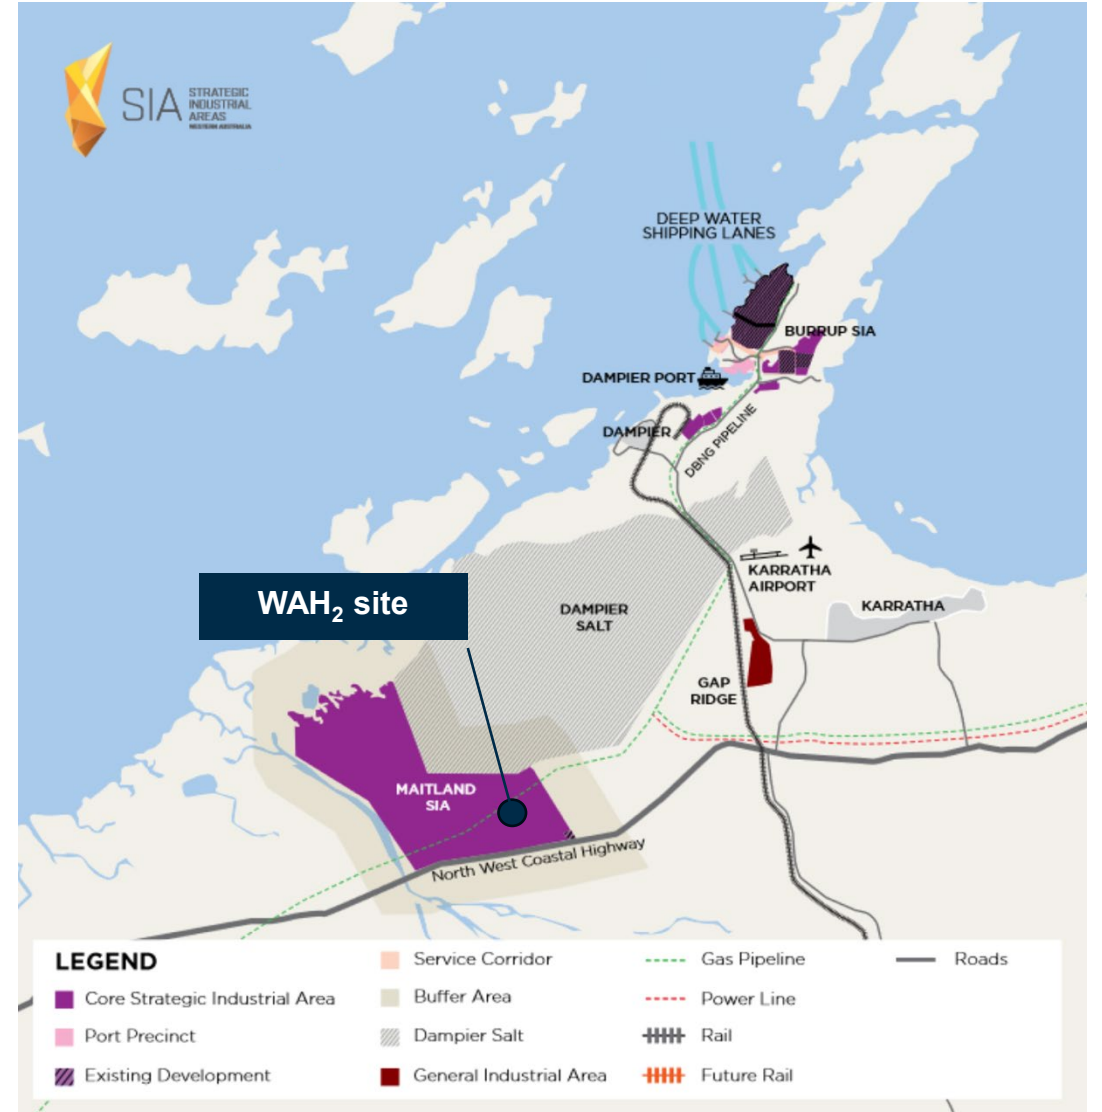 SIA
STRATEGIC
INDUSTRIAL
AREAS
WESTERN AUSTRALIA
DEEP WATER
SHIPPING LANES
BURRUP SIA
DAMPIER PORT
DAMPIER
DBNG PIPELINE
KARRATHA
AIRPORT
KARRATHA
WAH₂ site
DAMPIER
SALT
GAP
RIDGE
MAITLAND
SIA
North West Coastal Highway
LEGEND
Core Strategic Industrial Area
Port Precinct
Existing Development
Service Corridor
Buffer Area
Dampier Salt
General Industrial Area
Gas Pipeline
Power Line
Rail
Future Rail
Roads